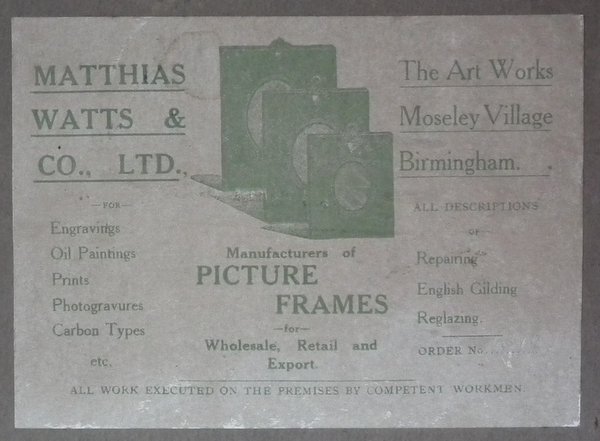 MATTHIAS
WATTS &
CO., LTD.,
—FOR—
Engravings
Oil Paintings
Prints
Photogravures
Carbon Types
etc.
Manufacturers of
PICTURE
FRAMES
—for—
Wholesale, Retail and
Export.
The Art Works
Moseley Village
Birmingham.
ALL DESCRIPTIONS
OF
Repairing
English Gilding
Reglazing.
ORDER No.
ALL WORK EXECUTED ON THE PREMISES BY COMPETENT WORKMEN